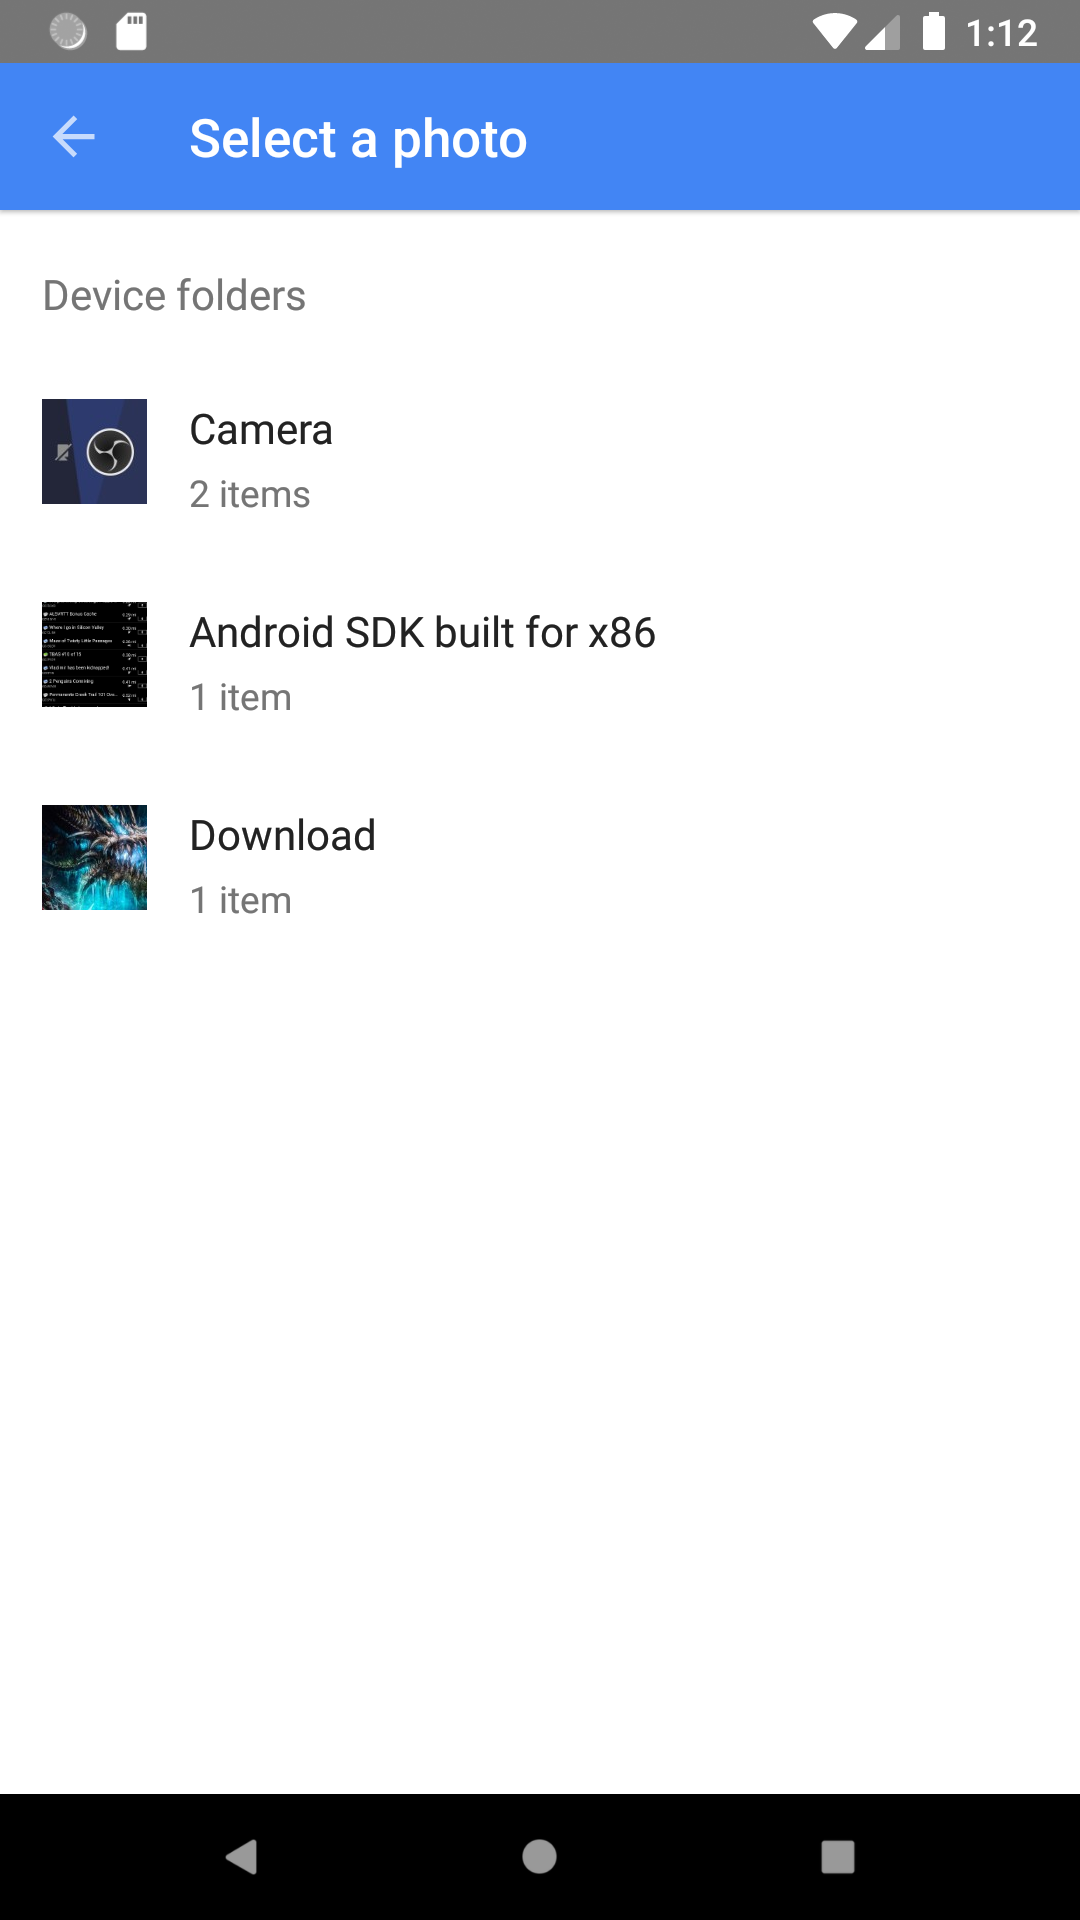 1:12
Select a photo
Device folders
Camera
2 items
Android SDK built for x86
1 item
Download
1 item